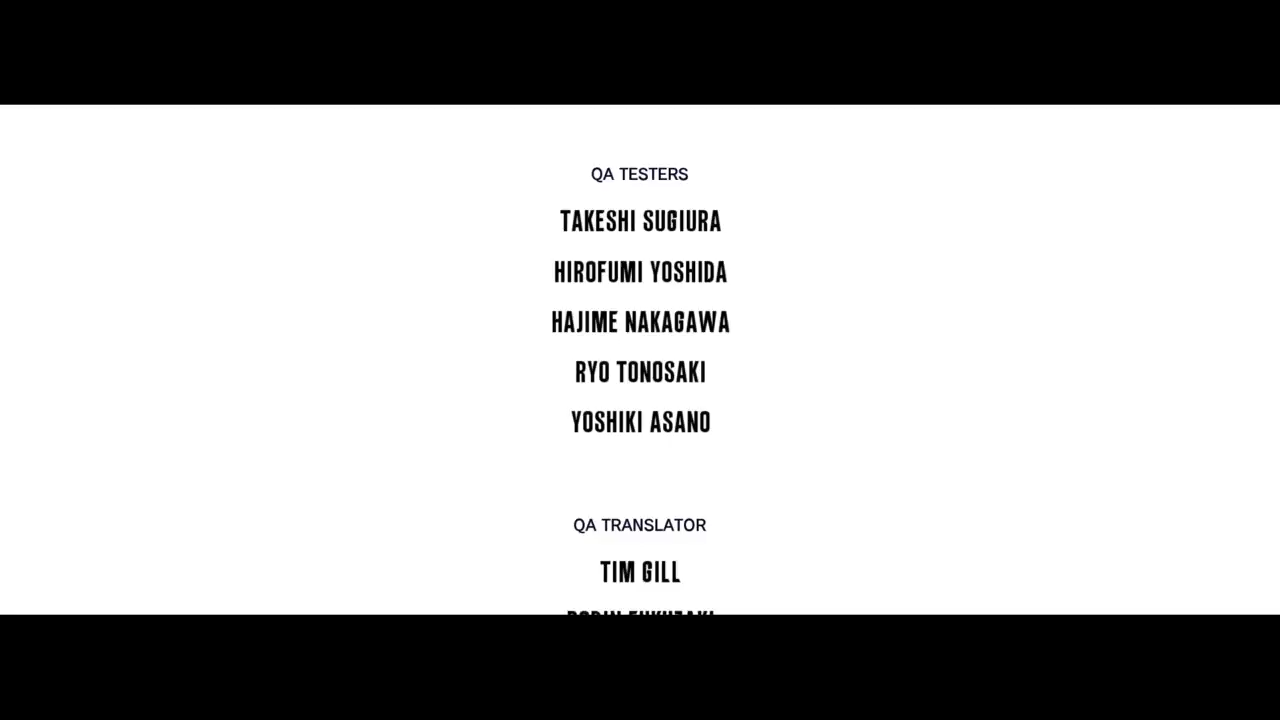 QA TESTERS
TAKESHI SUGIURA
HIROFUMI YOSHIDA
HAJIME NAKAGAWA
RYO TONOSAKI
YOSHIKI ASANO
QA TRANSLATOR
TIM GILL